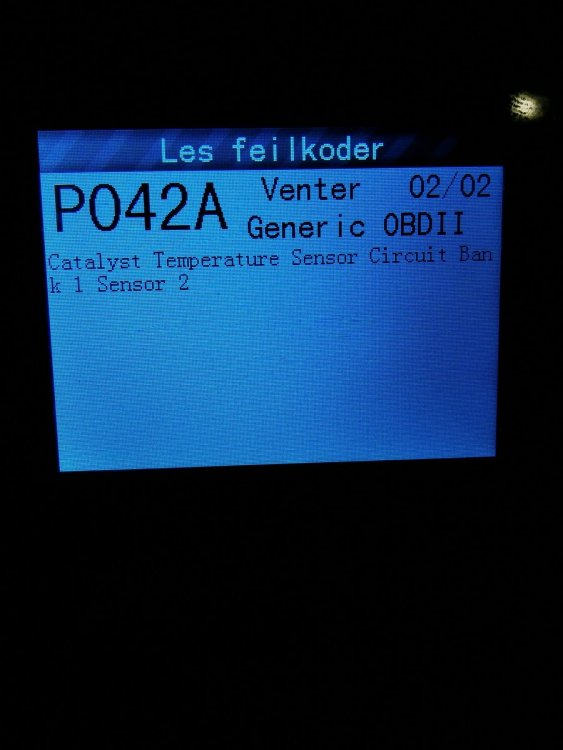 Les feilkoder
P042A Venter 02/02
Generic OBDII
Catalyst Temperature Sensor Circuit Ban
k 1 Sensor 2